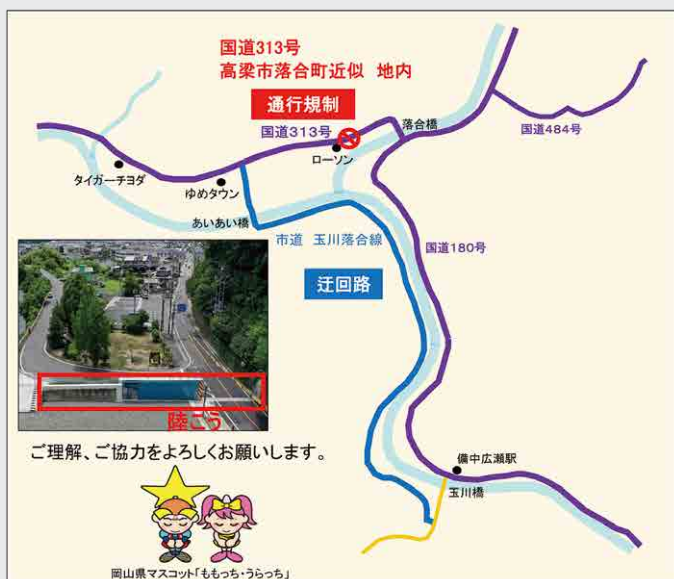 国道313号
高梁市落合町近似 地内
通行規制
国道313号
落合橋
国道484号
ローソン
タイガーチヨダ
ゆめタウン
あいあい橋
市道 玉川落合線
国道180号
迂回路
陸こう
ご理解、ご協力をよろしくお願いします。
備中広瀬駅
玉川橋
岡山県マスコット「ももっち・うらっち」